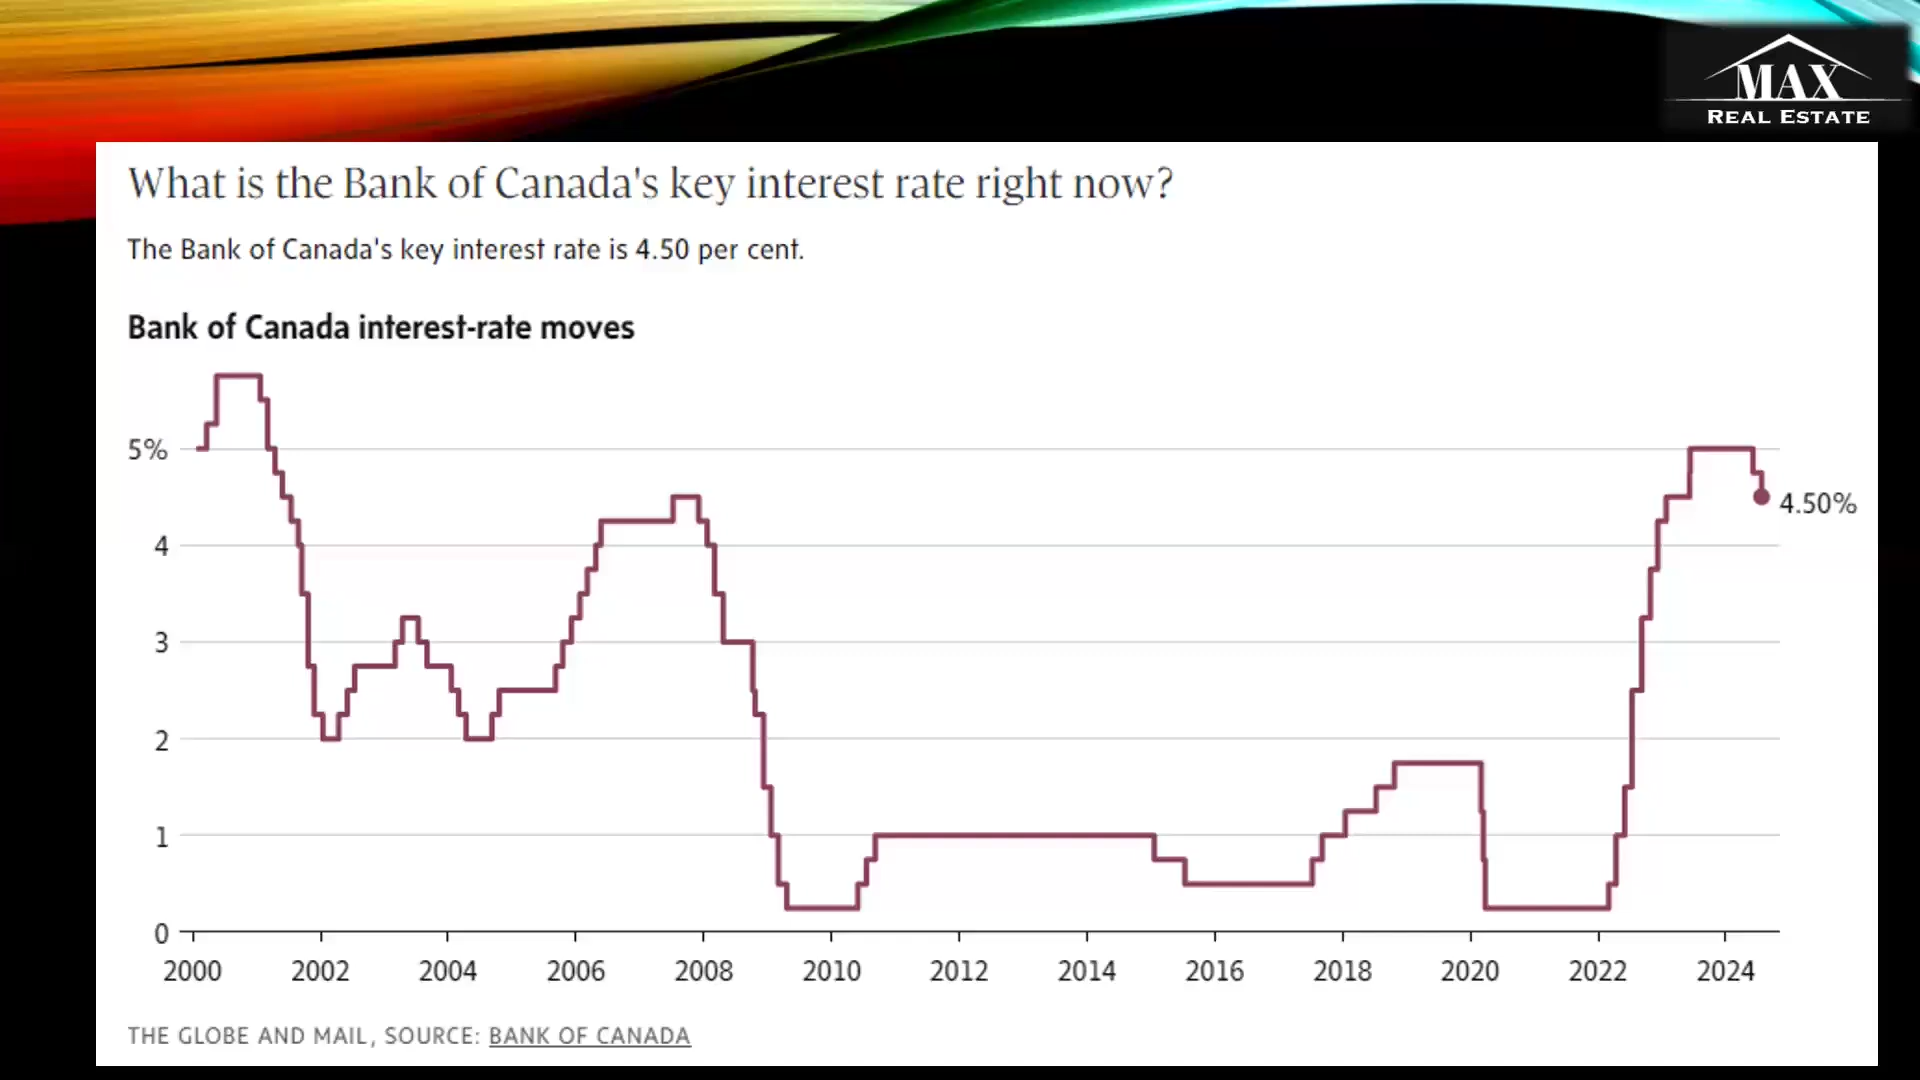 MAX
REAL ESTATE
What is the Bank of Canada's key interest rate right now?
The Bank of Canada's key interest rate is 4.50 per cent.
Bank of Canada interest-rate moves
5%
4.50%
4
3
2
1
0
2000 2002 2004 2006 2008 2010 2012 2014 2016 2018 2020 2022 2024
THE GLOBE AND MAIL, SOURCE: BANK OF CANADA